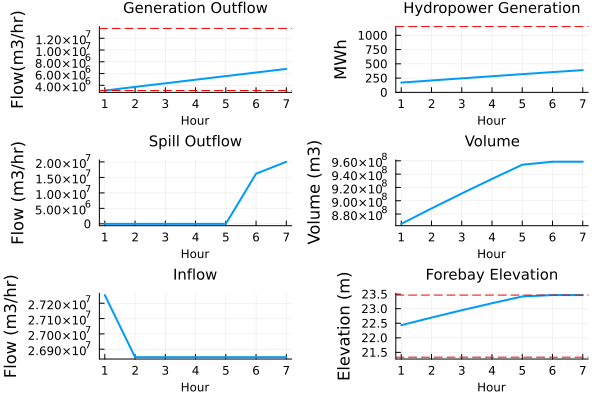 Generation Outflow
Flow(m3/hr)
1.20×10⁷
1.00×10⁷
8.00×10⁶
6.00×10⁶
4.00×10⁶
1 2 3 4 5 6 7
Hour
Hydropower Generation
MWh
1000
750
500
250
0
1 2 3 4 5 6 7
Hour
Spill Outflow
Flow (m3/hr)
2.00×10⁷
1.50×10⁷
1.00×10⁷
5.00×10⁶
0
1 2 3 4 5 6 7
Hour
Volume
Volume (m3)
9.60×10⁸
9.40×10⁸
9.20×10⁸
9.00×10⁸
8.80×10⁸
1 2 3 4 5 6 7
Hour
Inflow
Flow (m3/hr)
2.720×10⁷
2.710×10⁷
2.700×10⁷
2.690×10⁷
1 2 3 4 5 6 7
Hour
Forebay Elevation
Elevation (m)
23.5
23.0
22.5
22.0
21.5
1 2 3 4 5 6 7
Hour